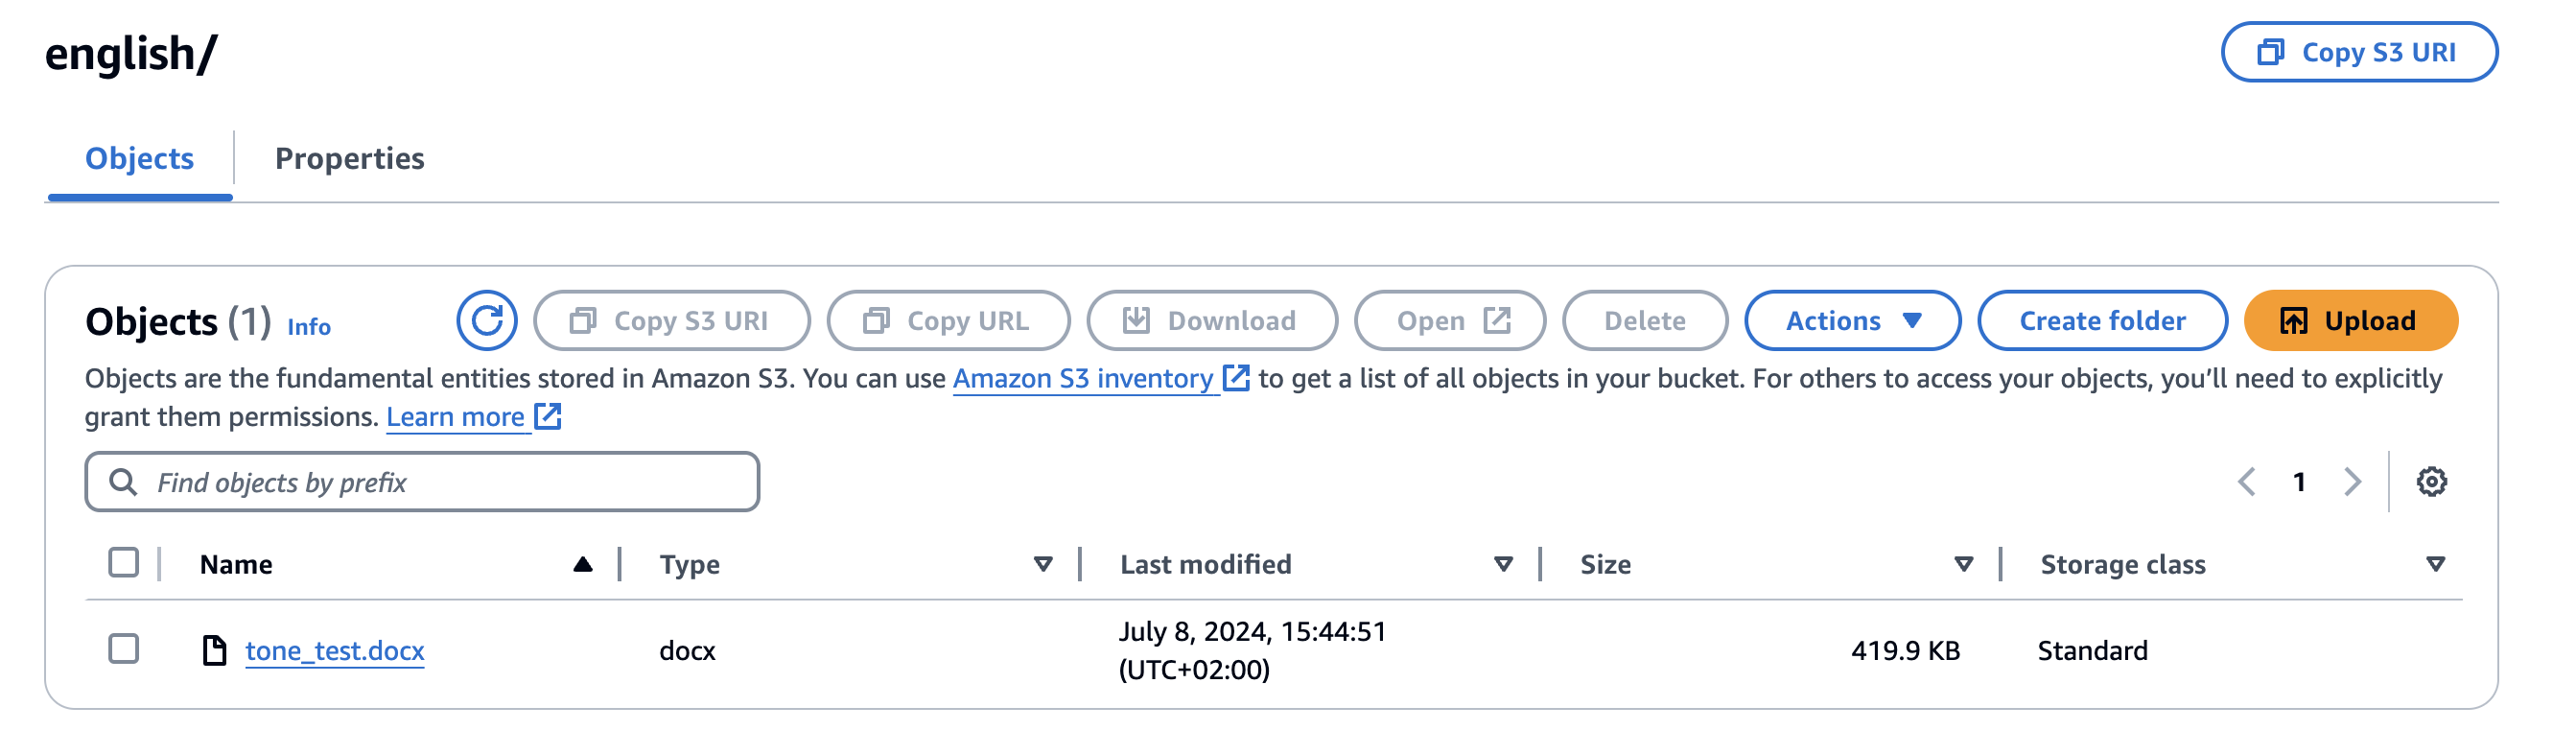 english/
Copy S3 URI
Objects
Properties
Objects (1) Info
Copy S3 URI
Copy URL
Download
Open
Delete
Actions
Create folder
Upload
Objects are the fundamental entities stored in Amazon S3. You can use Amazon S3 inventory to get a list of all objects in your bucket. For others to access your objects, you’ll need to explicitly
grant them permissions. Learn more
Find objects by prefix
1
Name
Type
Last modified
Size
Storage class
tone_test.docx
docx
July 8, 2024, 15:44:51
(UTC+02:00)
419.9 KB
Standard